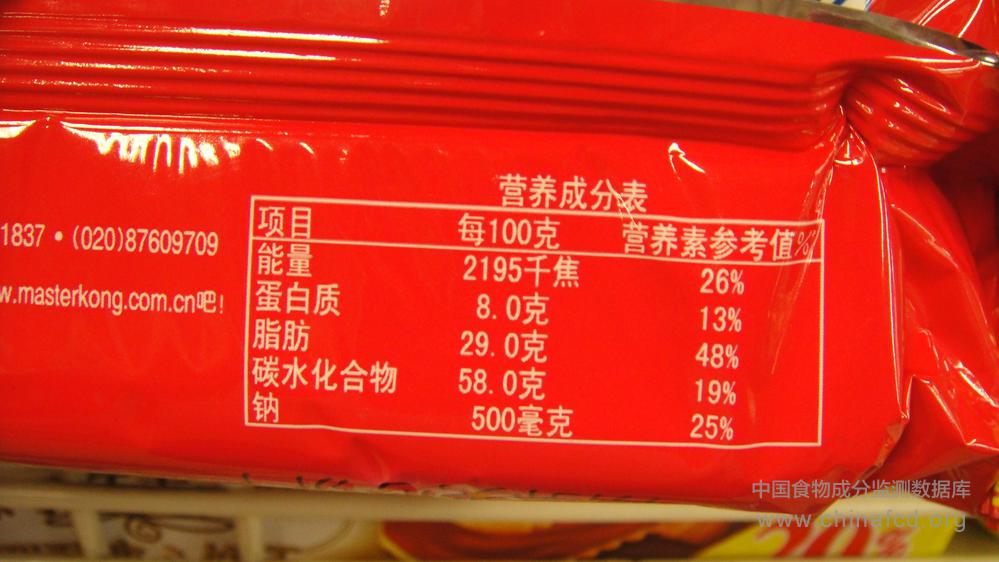 营养成分表
项目 每100克 营养素参考值%
能量 2195千焦 26%
蛋白质 8.0克 13%
脂肪 29.0克 48%
碳水化合物 58.0克 19%
钠 500毫克 25%
1837•(020)87609709
w.masterkong.com.cn吧!
中国食物成分监测数据库
www.chinafcd.org
20%